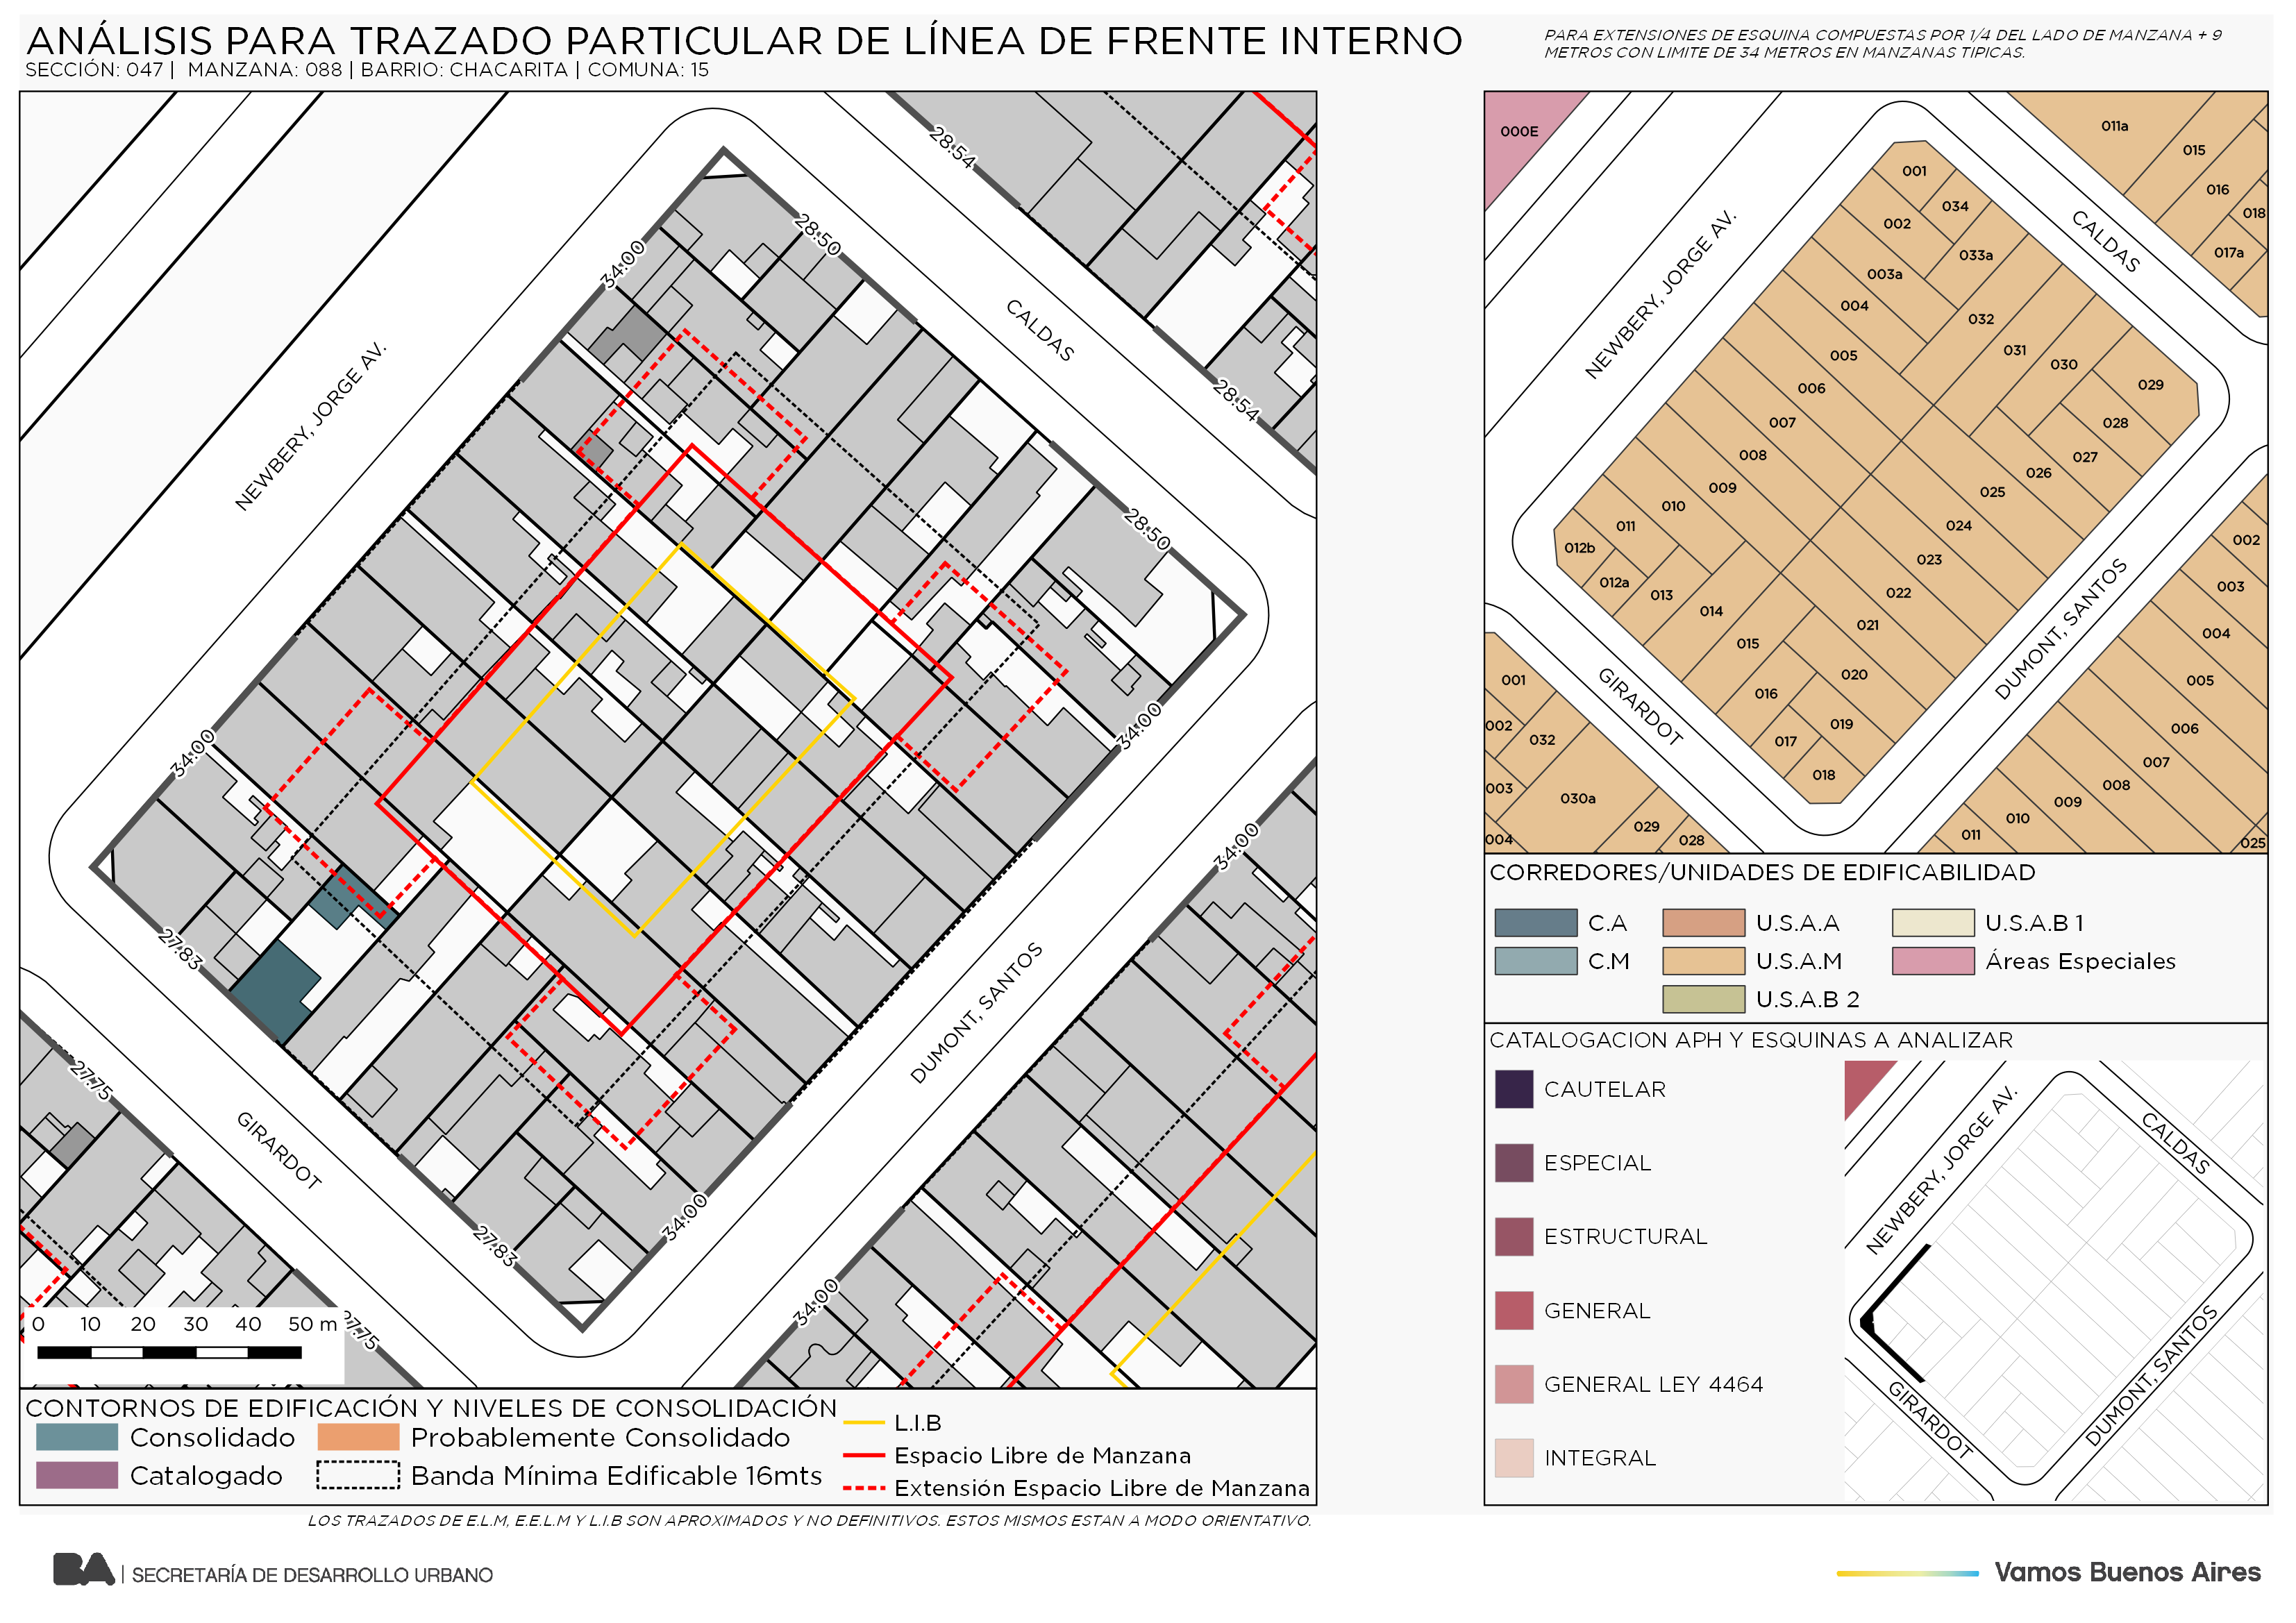 ANÁLISIS PARA TRAZADO PARTICULAR DE LÍNEA DE FRENTE INTERNO
SECCIÓN: 047 | MANZANA: 088 | BARRIO: CHACARITA | COMUNA: 15
PARA EXTENSIONES DE ESQUINA COMPUESTAS POR 1/4 DEL LADO DE MANZANA + 9
METROS CON LIMITE DE 34 METROS EN MANZANAS TIPICAS.
28.54
28.50
34.00
CALDAS
NEWBERY, JORGE AV.
28.54
28.50
34.00
34.00
34.00
27.83
DUMONT, SANTOS
27.75
GIRARDOT
34.00
27.83
34.00
27.75
0 10 20 30 40 50 m
CONTORNOS DE EDIFICACIÓN Y NIVELES DE CONSOLIDACIÓN
Consolidado
Probablemente Consolidado
Catalogado
Banda Mínima Edificable 16mts
L.I.B
Espacio Libre de Manzana
Extensión Espacio Libre de Manzana
LOS TRAZADOS DE E.L.M, E.E.L.M Y L.I.B SON APROXIMADOS Y NO DEFINITIVOS. ESTOS MISMOS ESTAN A MODO ORIENTATIVO.
000E
011a
015
016
018
017a
001
034
002
033a
003a
004
032
005
031
030
006
029
007
028
008
027
026
009
025
010
024
011
023
012b
012a
022
013
014
021
015
020
016
019
017
018
NEWBERY, JORGE AV.
CALDAS
GIRARDOT
DUMONT, SANTOS
001
002
032
003
030a
004
029
028
002
003
004
005
006
007
008
009
010
011
025
CORREDORES/UNIDADES DE EDIFICABILIDAD
C.A
U.S.A.A
U.S.A.B 1
C.M
U.S.A.M
Áreas Especiales
U.S.A.B 2
CATALOGACION APH Y ESQUINAS A ANALIZAR
CAUTELAR
ESPECIAL
ESTRUCTURAL
GENERAL
GENERAL LEY 4464
INTEGRAL
NEWBERY, JORGE AV.
CALDAS
GIRARDOT
DUMONT, SANTOS
BA | SECRETARÍA DE DESARROLLO URBANO
Vamos Buenos Aires